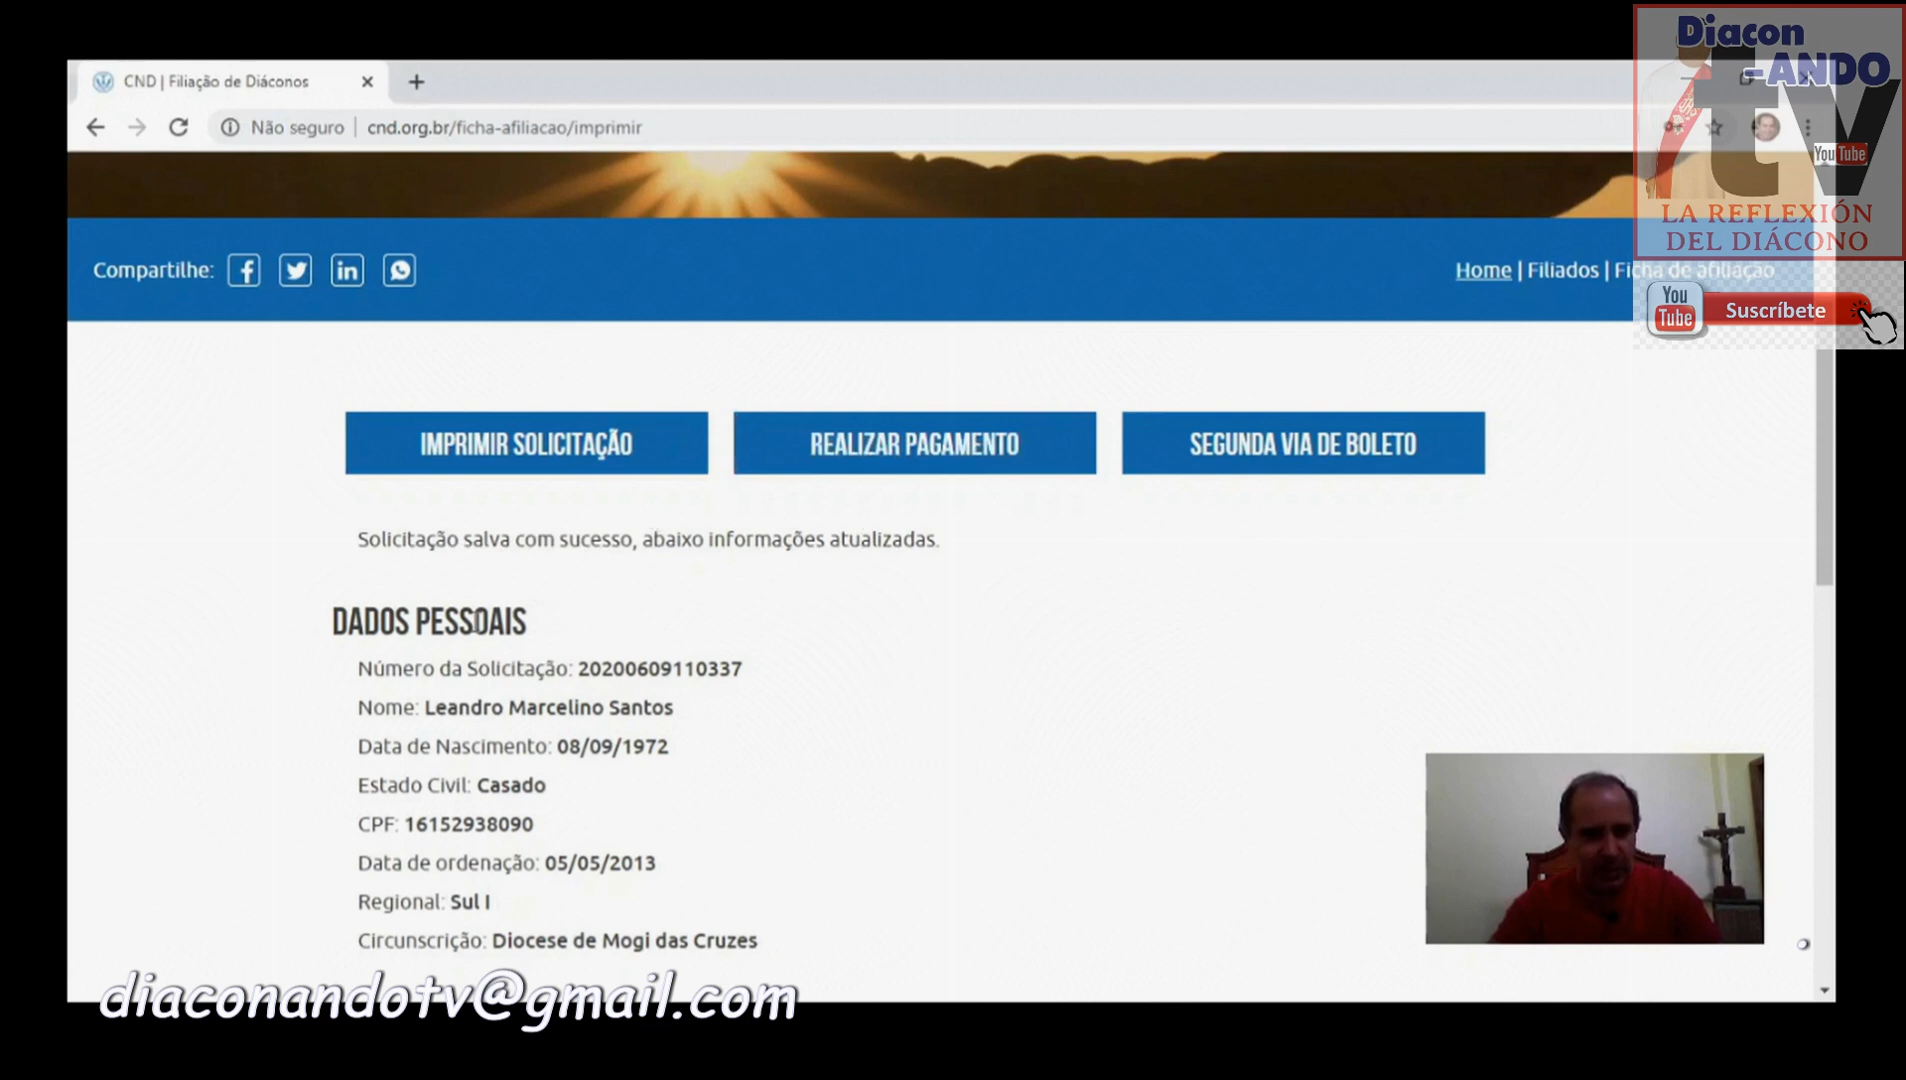 Diacon
-ANDO
tv
YouTube
LA REFLEXIÓN
DEL DIÁCONO
You
Tube
Suscríbete
CND | Filiação de Diáconos
Não seguro | cnd.org.br/ficha-afiliacao/imprimir
Compartilhe:
Home | Filiados | Ficha de afiliação
IMPRIMIR SOLICITAÇÃO
REALIZAR PAGAMENTO
SEGUNDA VIA DE BOLETO
Solicitação salva com sucesso, abaixo informações atualizadas.
DADOS PESSOAIS
Número da Solicitação: 20200609110337
Nome: Leandro Marcelino Santos
Data de Nascimento: 08/09/1972
Estado Civil: Casado
CPF: 16152938090
Data de ordenação: 05/05/2013
Regional: Sul I
Circunscrição: Diocese de Mogi das Cruzes
diaconandotv@gmail.com